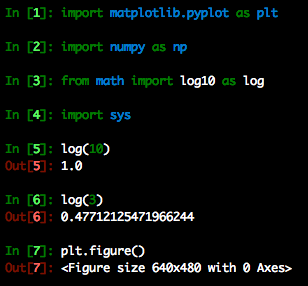 In [1]: import matplotlib.pyplot as plt
In [2]: import numpy as np
In [3]: from math import log10 as log
In [4]: import sys
In [5]: log(10)
Out[5]: 1.0
In [6]: log(3)
Out[6]: 0.47712125471966244
In [7]: plt.figure()
Out[7]: <Figure size 640x480 with 0 Axes>